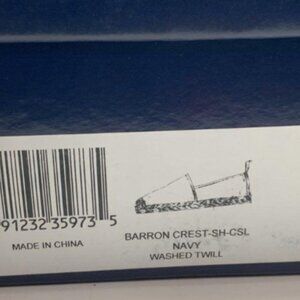 91232 35973 5
MADE IN CHINA
BARRON CREST-SH-CSL
NAVY
WASHED TWILL